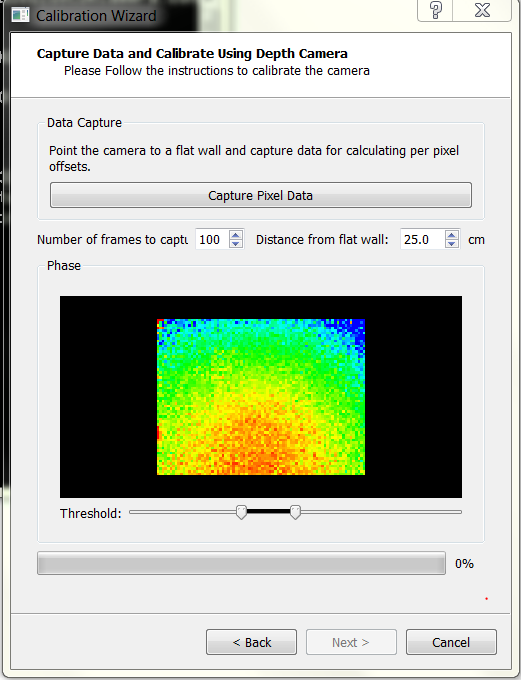 Calibration Wizard
Capture Data and Calibrate Using Depth Camera
Please Follow the instructions to calibrate the camera
Data Capture
Point the camera to a flat wall and capture data for calculating per pixel
offsets.
Capture Pixel Data
Number of frames to captu 100 Distance from flat wall: 25.0 cm
Phase
Threshold:
0%
< Back Next > Cancel